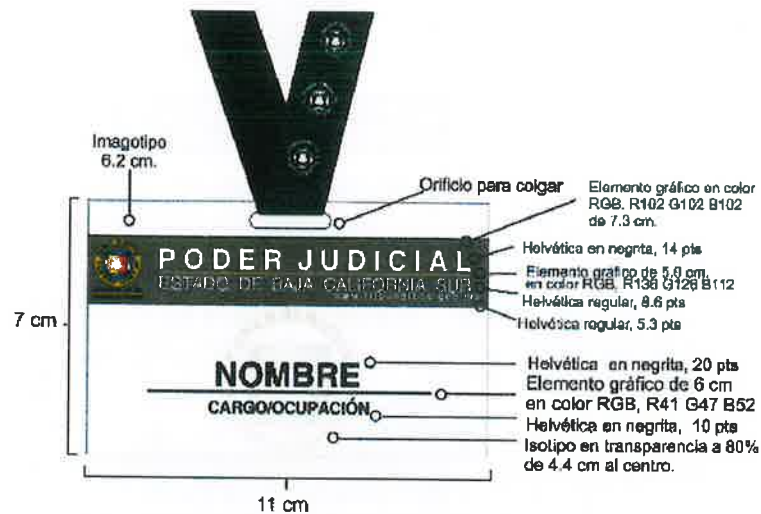 Imagotipo
6.2 cm.
Orificio para colgar
Elemento gráfico en color
RGB. R102 G102 B102
de 7.3 cm.
PODER JUDICIAL
ESTADO DE BAJA CALIFORNIA SUR
Helvética en negrita, 14 pts
Elemento gráfico de 5.6 cm.
en color RGB, R136 G126 B112
Helvética regular, 8.6 pts
Helvética regular, 5.3 pts
7 cm
NOMBRE
CARGO/OCUPACIÓN
Helvética en negrita, 20 pts
Elemento gráfico de 6 cm
en color RGB, R41 G47 B52
Helvética en negrita, 10 pts
Isotipo en transparencia a 80%
de 4.4 cm al centro.
11 cm